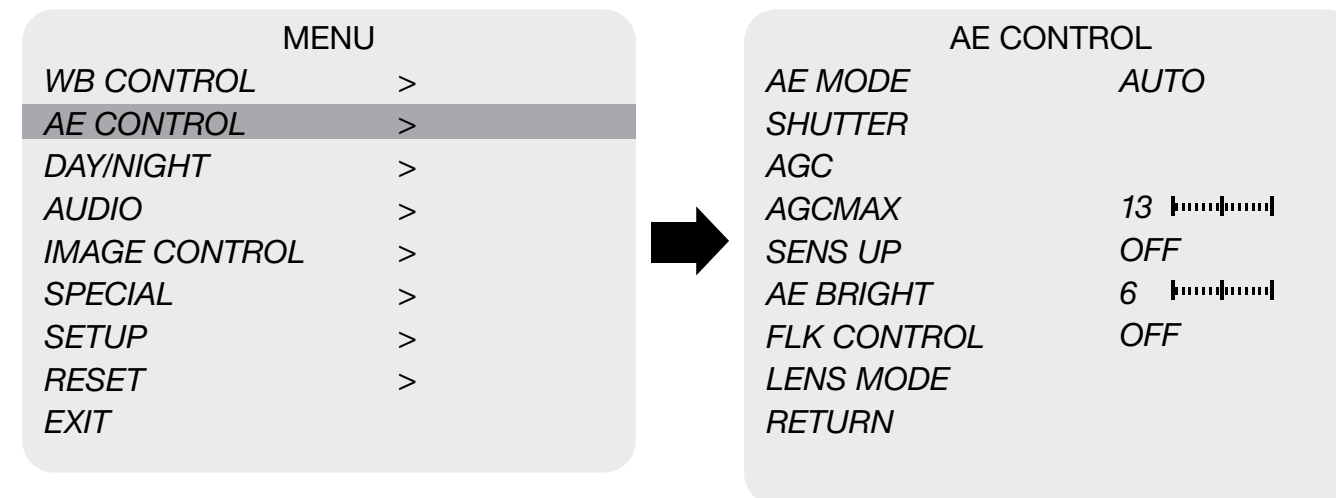 MENU
WB CONTROL >
AE CONTROL >
DAY/NIGHT >
AUDIO >
IMAGE CONTROL >
SPECIAL >
SETUP >
RESET >
EXIT
AE CONTROL
AE MODE AUTO
SHUTTER
AGC
AGCMAX 13
SENS UP OFF
AE BRIGHT 6
FLK CONTROL OFF
LENS MODE
RETURN